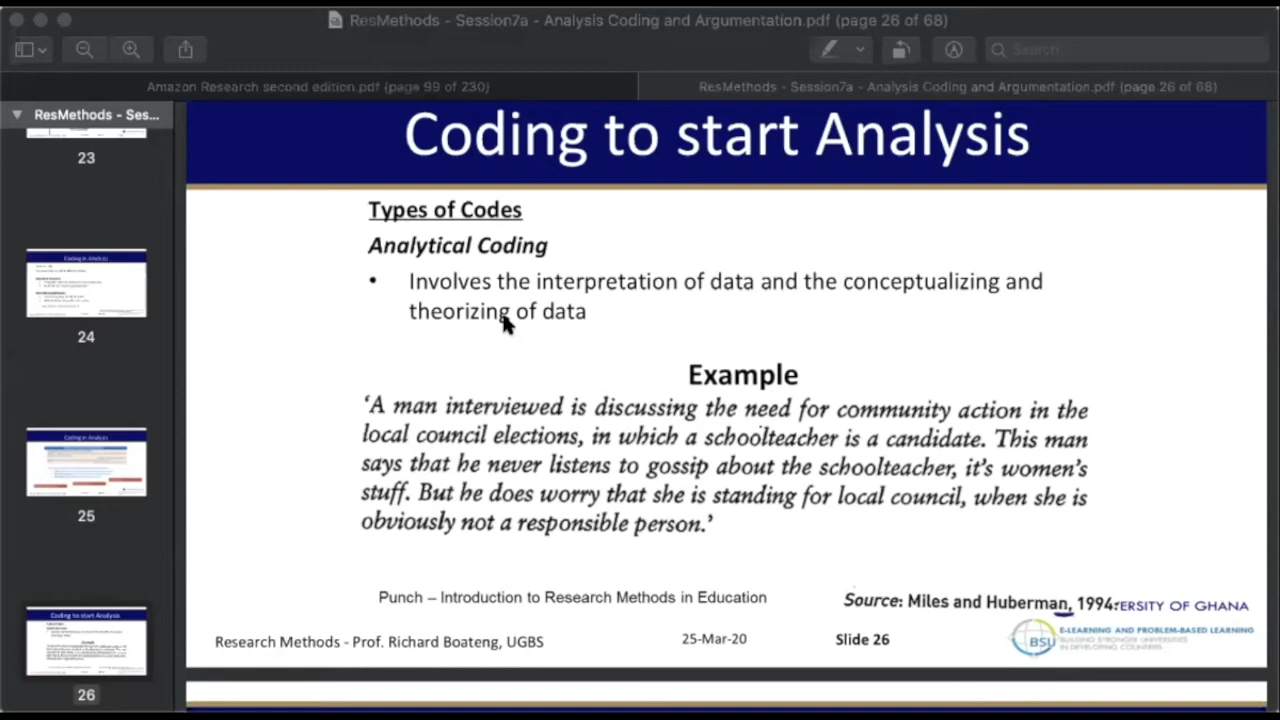 ResMethods - Session7a - Analysis Coding and Argumentation.pdf (page 26 of 68)
Search
Amazon Research second edition.pdf (page 99 of 230)
ResMethods - Session7a - Analysis Coding and Argumentation.pdf (page 26 of 68)
ResMethods - Ses...
23
24
25
Coding to start Analysis
26
Coding to start Analysis
Types of Codes
Analytical Coding
• Involves the interpretation of data and the conceptualizing and
theorizing of data
Example
‘A man interviewed is discussing the need for community action in the
local council elections, in which a schoolteacher is a candidate. This man
says that he never listens to gossip about the schoolteacher, it’s women’s
stuff. But he does worry that she is standing for local council, when she is
obviously not a responsible person.’
Punch – Introduction to Research Methods in Education
Source: Miles and Huberman, 1994:
ERSITY OF GHANA
Research Methods - Prof. Richard Boateng, UGBS
25-Mar-20
Slide 26
BSU
E-LEARNING AND PROBLEM-BASED LEARNING
BUILDING STRONGER UNIVERSITIES
IN DEVELOPING COUNTRIES